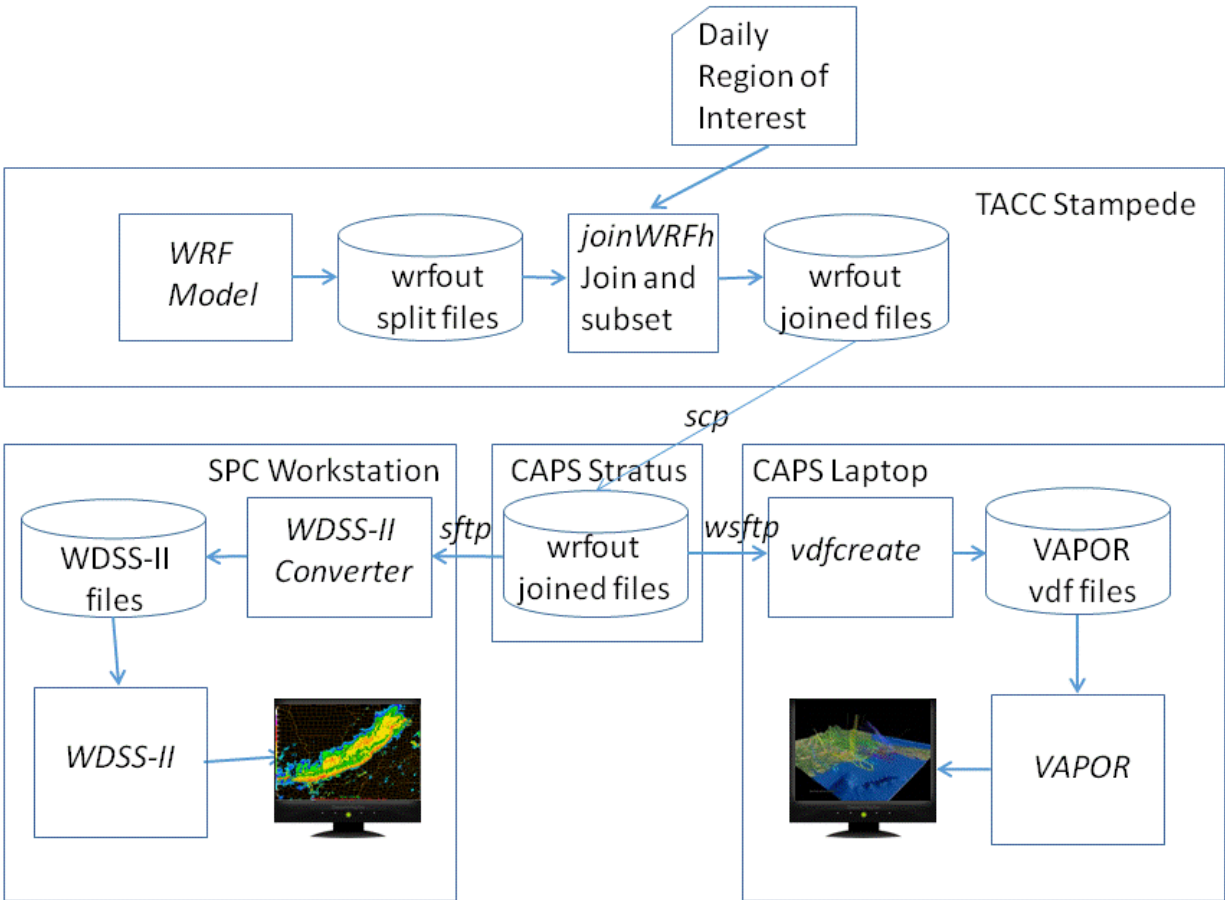 Daily
Region of
Interest
TACC Stampede
WRF
Model
wrfout
split files
joinWRFh
Join and
subset
wrfout
joined files
scp
SPC Workstation
CAPS Stratus
CAPS Laptop
WDSS-II
files
WDSS-II
Converter
sftp
wrfout
joined files
wsftp
vdfcreate
VAPOR
vdf files
WDSS-II
VAPOR